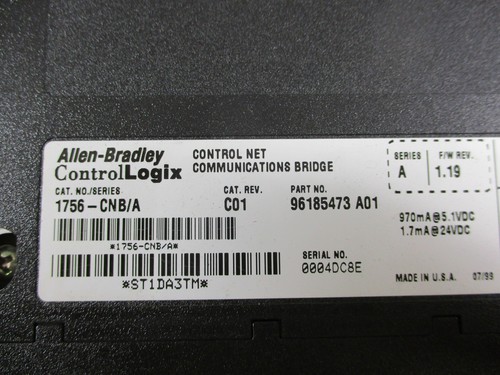 Allen-Bradley
ControlLogix
CONTROL NET
COMMUNICATIONS BRIDGE
SERIES
A
F/W REV.
1.19
CAT. NO./SERIES
1756-CNB/A
CAT. REV.
C01
PART NO.
96185473 A01
970mA@5.1VDC
1.7mA@24VDC
*1756-CNB/A*
*ST1DA3TM*
SERIAL NO.
0004DC8E
MADE IN U.S.A.
07/99